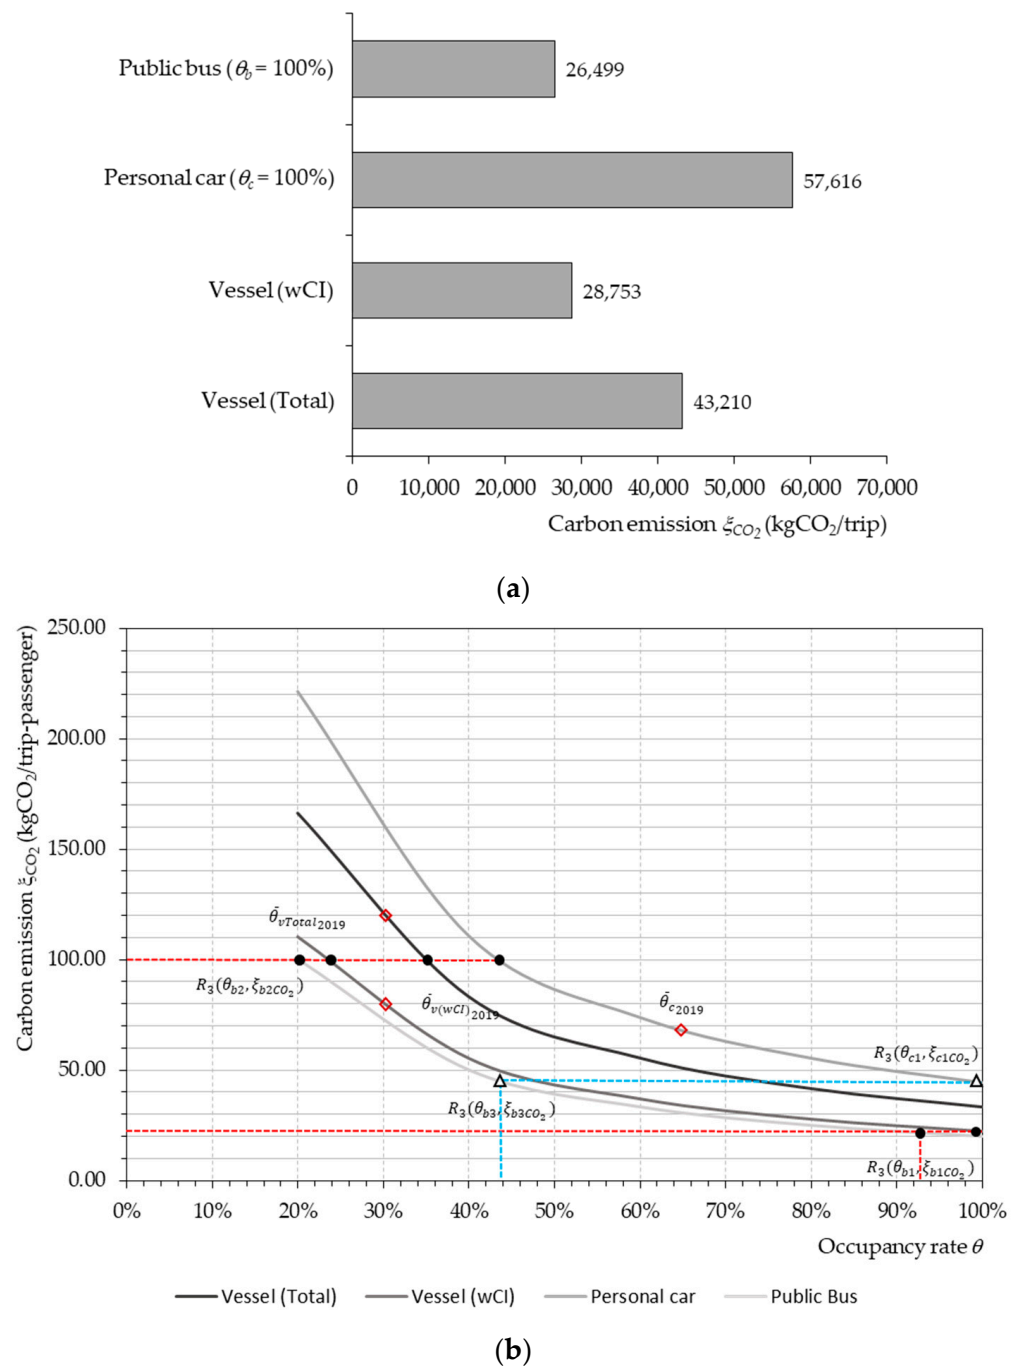 Public bus (θb = 100%)
26,499
Personal car (θc = 100%)
57,616
Vessel (wCI)
28,753
Vessel (Total)
43,210
0 10,000 20,000 30,000 40,000 50,000 60,000 70,000
Carbon emission ξCO2 (kgCO2/trip)
(a)
Carbon emission ξCO2 (kgCO2/trip-passenger)
250.00
200.00
150.00
100.00
50.00
0.00
θ̄vTotal2019
R3(θb2, ξb2CO2)
θ̄v(wCI)2019
θ̄c2019
R3(θc1, ξc1CO2)
R3(θb3, ξb3CO2)
R3(θb1, ξb1CO2)
0% 10% 20% 30% 40% 50% 60% 70% 80% 90% 100%
Occupancy rate θ
Vessel (Total) Vessel (wCI) Personal car Public Bus
(b)